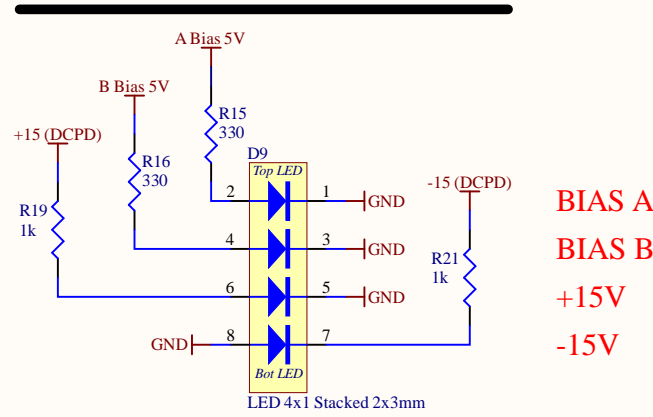 A Bias 5V
B Bias 5V
+15 (DCPD)
R15
330
R16
330
R19
1k
D9
Top LED
2
1
GND
4
3
GND
6
5
GND
GND
8
7
Bot LED
LED 4x1 Stacked 2x3mm
-15 (DCPD)
R21
1k
BIAS A
BIAS B
+15V
-15V